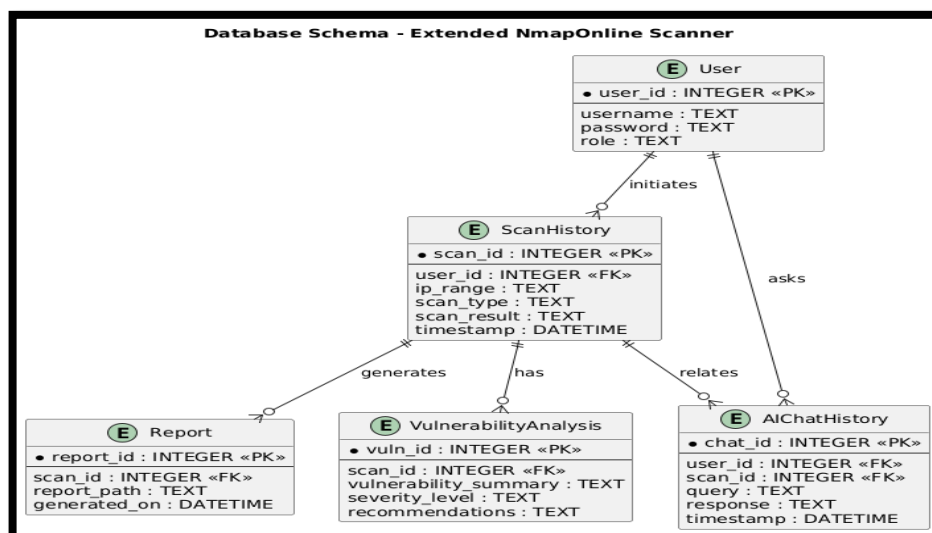 Database Schema - Extended NmapOnline Scanner
E User
• user_id : INTEGER «PK»
username : TEXT
password : TEXT
role : TEXT
initiates
E ScanHistory
• scan_id : INTEGER «PK»
user_id : INTEGER «FK»
ip_range : TEXT
scan_type : TEXT
scan_result : TEXT
timestamp : DATETIME
asks
generates
has
relates
E Report
• report_id : INTEGER «PK»
scan_id : INTEGER «FK»
report_path : TEXT
generated_on : DATETIME
E VulnerabilityAnalysis
• vuln_id : INTEGER «PK»
scan_id : INTEGER «FK»
vulnerability_summary : TEXT
severity_level : TEXT
recommendations : TEXT
E AIChatHistory
• chat_id : INTEGER «PK»
user_id : INTEGER «FK»
scan_id : INTEGER «FK»
query : TEXT
response : TEXT
timestamp : DATETIME